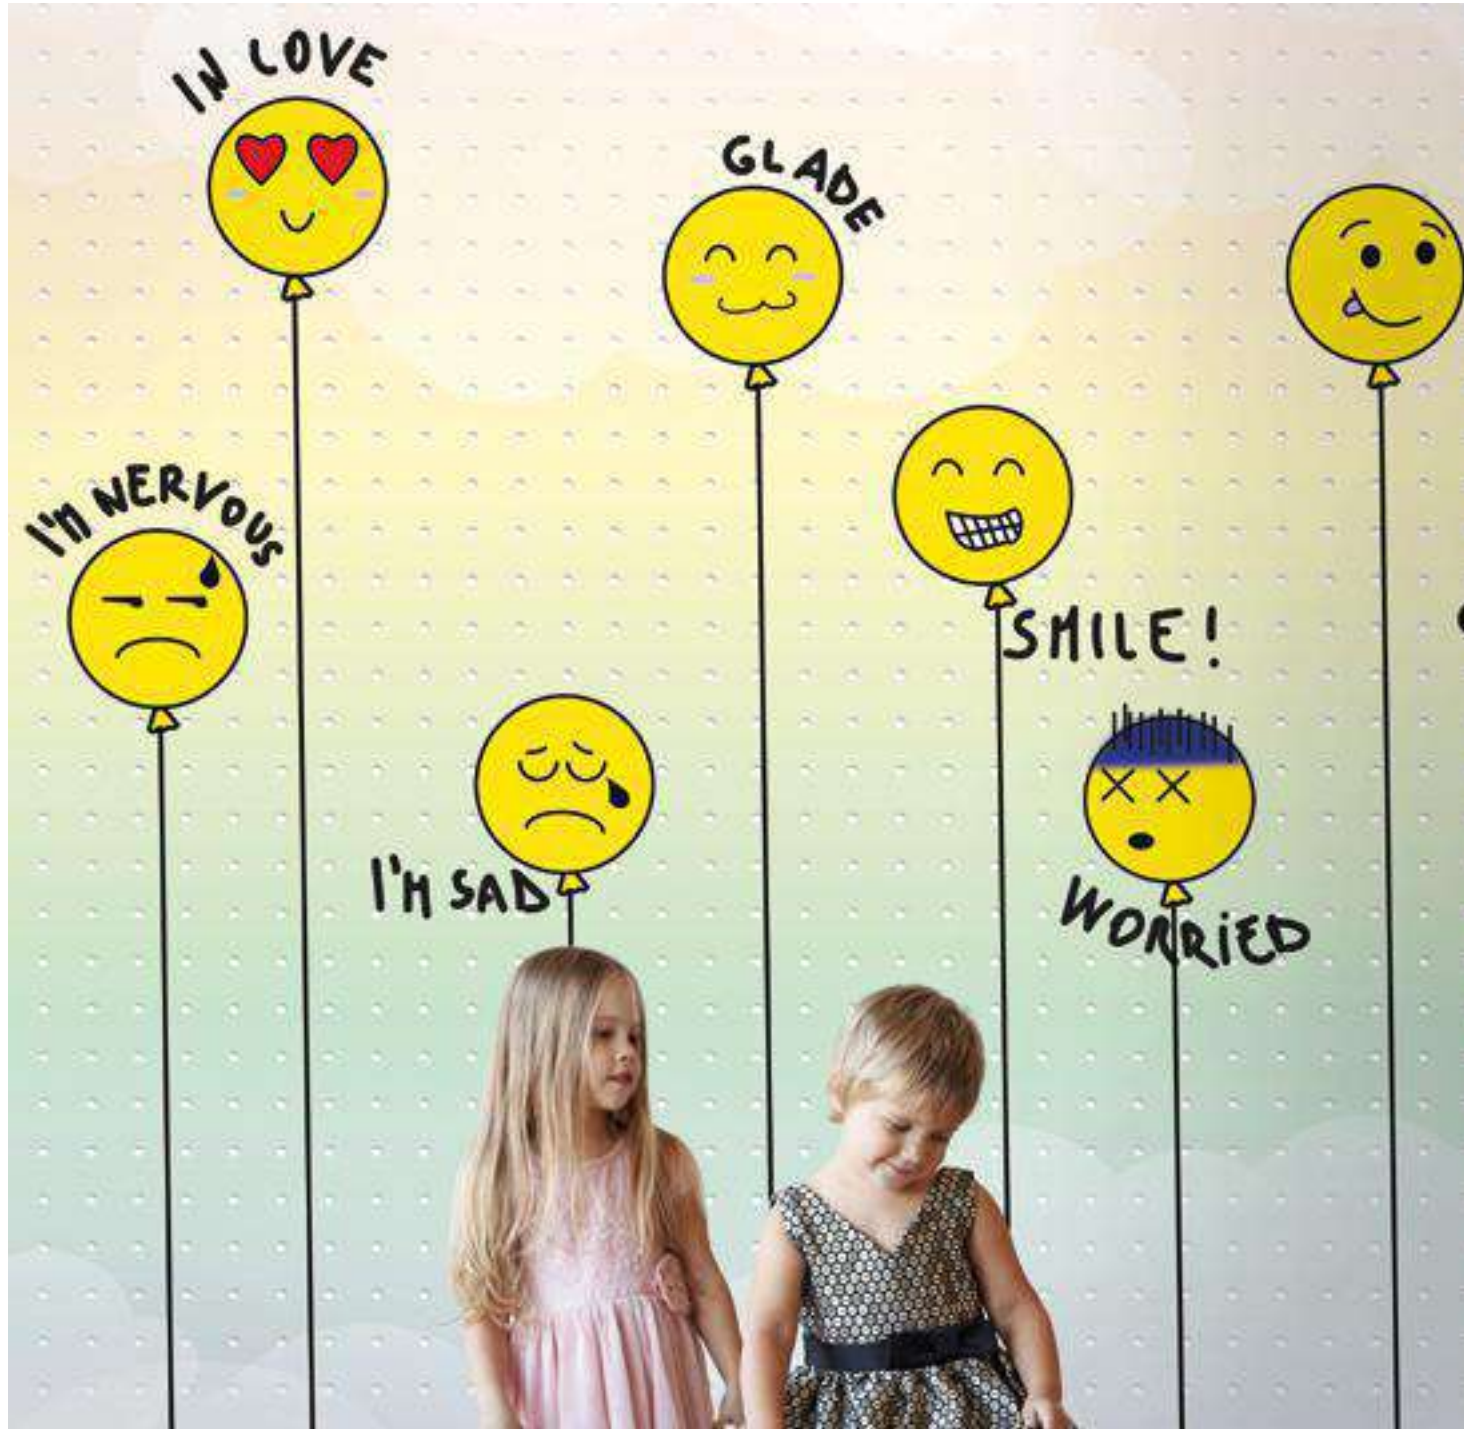 IN LOVE
GLADE
I'M NERVOUS
SMILE!
I'M SAD
WORRIED